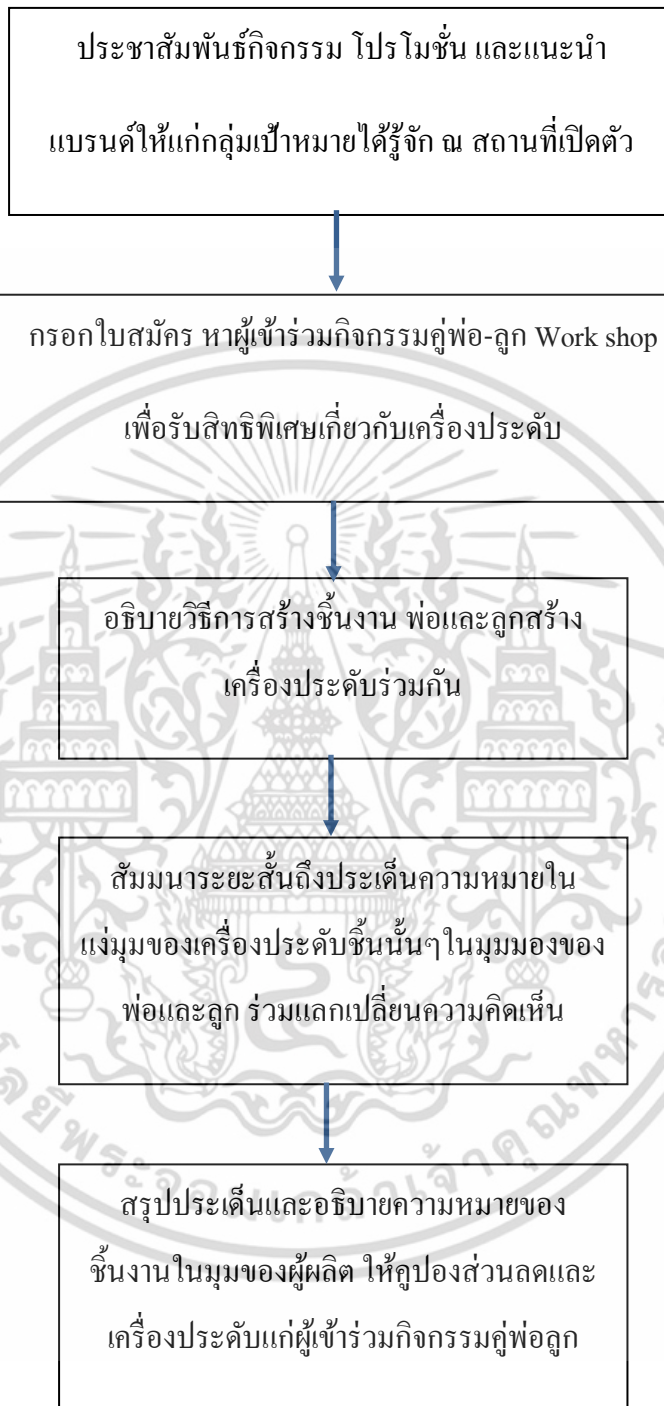 ประชาสัมพันธ์กิจกรรม โปรโมชั่น และแนะนำ
แบรนด์ให้แก่กลุ่มเป้าหมายได้รู้จัก ณ สถานที่เปิดตัว
กรอกใบสมัคร หาผู้เข้าร่วมกิจกรรมคู่พ่อ-ลูก Work shop
เพื่อรับสิทธิพิเศษเกี่ยวกับเครื่องประดับ
อธิบายวิธีการสร้างชิ้นงาน พ่อและลูกสร้าง
เครื่องประดับร่วมกัน
สัมมนาระยะสั้นถึงประเด็นความหมายใน
แง่มุมของเครื่องประดับชิ้นนั้นๆในมุมมองของ
พ่อและลูก ร่วมแลกเปลี่ยนความคิดเห็น
สรุปประเด็นและอธิบายความหมายของ
ชิ้นงานในมุมของผู้ผลิต ให้คูปองส่วนลดและ
เครื่องประดับแก่ผู้เข้าร่วมกิจกรรมคู่พ่อลูก